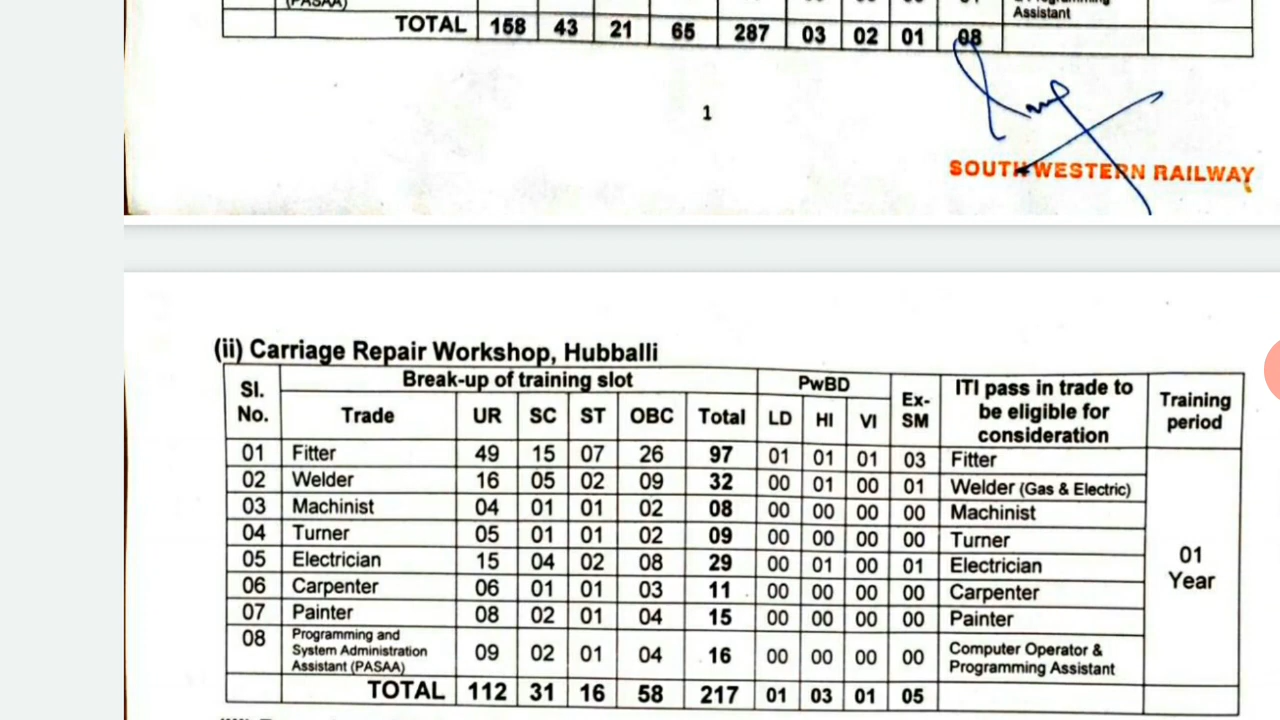 (PASAA)
Assistant
TOTAL 158 43 21 65 287 03 02 01 08
1
SOUTH WESTERN RAILWAY
(ii) Carriage Repair Workshop, Hubballi
Sl. No. Break-up of training slot PwBD Ex-SM ITI pass in trade to be eligible for consideration Training period
Trade UR SC ST OBC Total LD HI VI
01 Fitter 49 15 07 26 97 01 01 01 03 Fitter
02 Welder 16 05 02 09 32 00 01 00 01 Welder (Gas & Electric)
03 Machinist 04 01 01 02 08 00 00 00 00 Machinist
04 Turner 05 01 01 02 09 00 00 00 00 Turner
05 Electrician 15 04 02 08 29 00 01 00 01 Electrician
06 Carpenter 06 01 01 03 11 00 00 00 00 Carpenter
07 Painter 08 02 01 04 15 00 00 00 00 Painter
08 Programming and System Administration Assistant (PASAA) 09 02 01 04 16 00 00 00 00 Computer Operator & Programming Assistant
01 Year
TOTAL 112 31 16 58 217 01 03 01 05